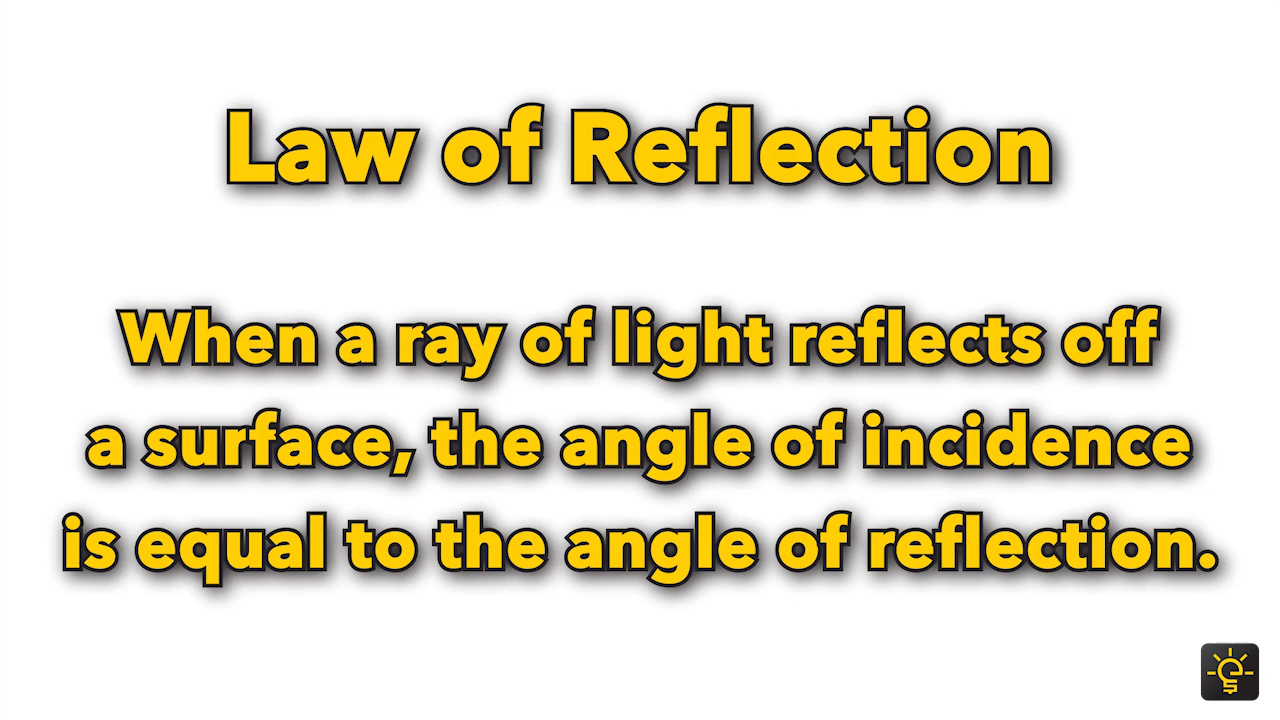 Law of Reflection
When a ray of light reflects off
a surface, the angle of incidence
is equal to the angle of reflection.